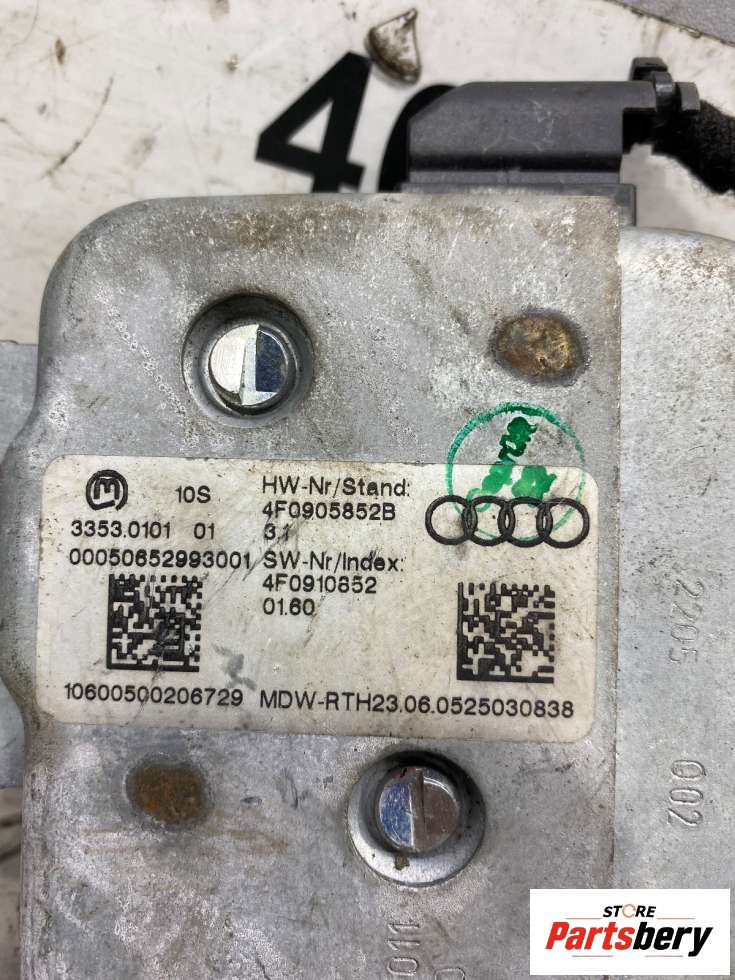 M
10S
HW-Nr/Stand:
4F0905852B
3353.0101 01
3.1
00050652993001
SW-Nr/Index:
4F0910852
01.60
10600500206729
MDW-RTH23.06.0525030838
2205
002
011
STORE
Partsbery